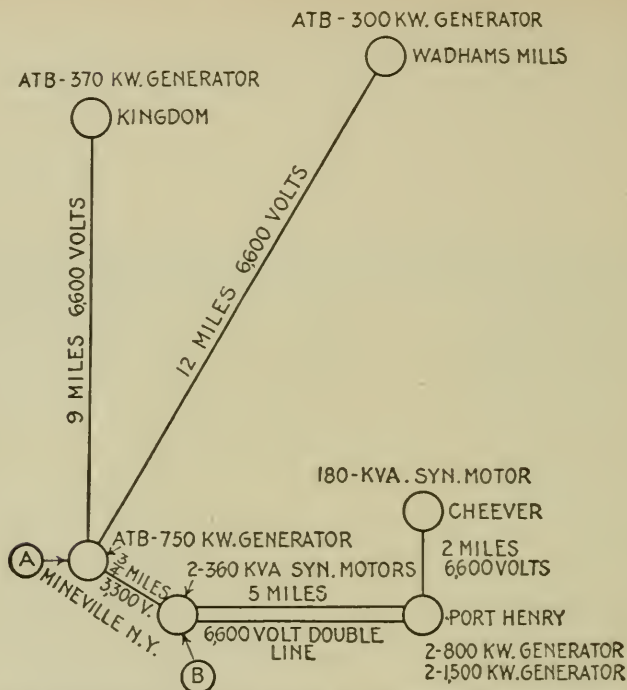 ATB-300 KW. GENERATOR
WADHAMS MILLS
ATB-370 KW. GENERATOR
KINGDOM
9 MILES 6,600 VOLTS
12 MILES 6,600 VOLTS
180-KVA. SYN. MOTOR
CHEEVER
2 MILES
6,600 VOLTS
ATB-750 KW. GENERATOR
A
MINEVILLE N.Y.
3/4 MILES
3,300 V.
2-360 KVA SYN. MOTORS
5 MILES
6,600 VOLT DOUBLE
LINE
B
PORT HENRY
2-800 KW. GENERATOR
2-1,500 KW. GENERATOR